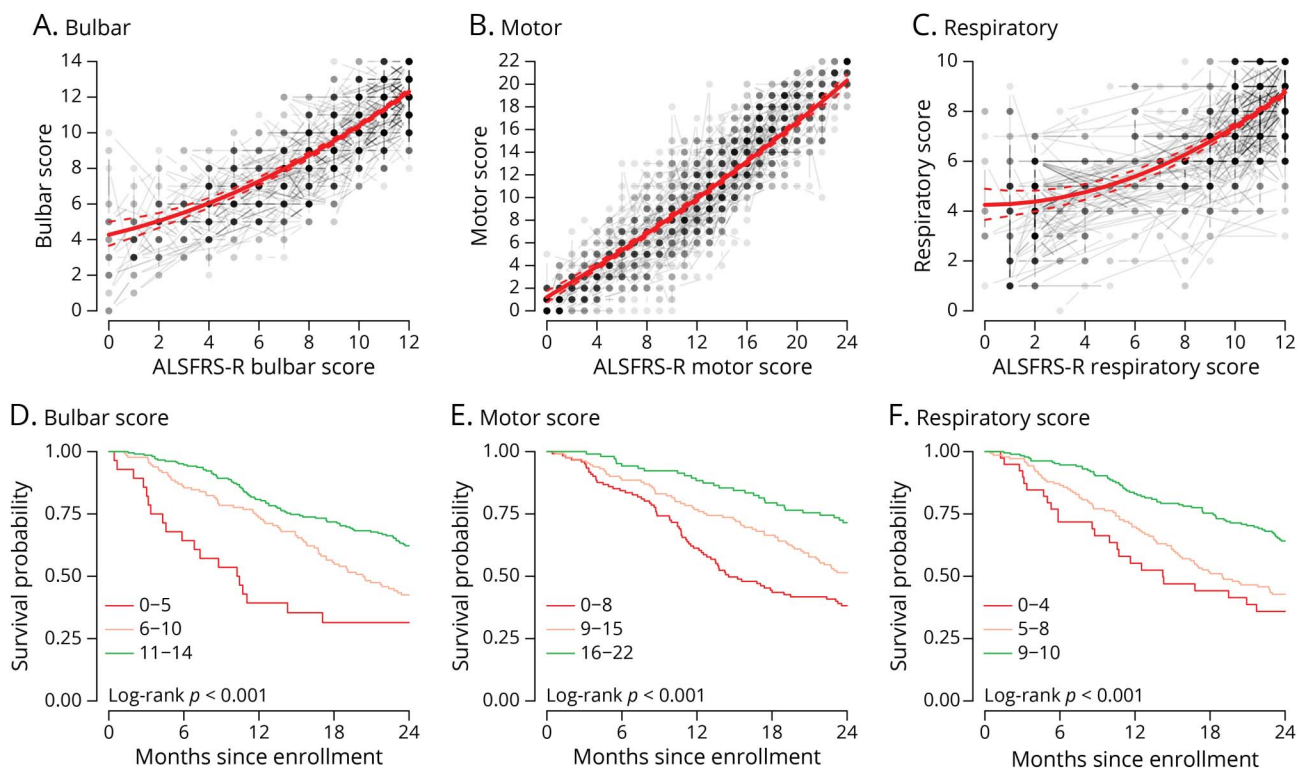 A. Bulbar
14
12
10
8
6
4
2
0
Bulbar score
0 2 4 6 8 10 12
ALSFRS-R bulbar score
B. Motor
22
20
18
16
14
12
10
8
6
4
2
0
Motor score
0 4 8 12 16 20 24
ALSFRS-R motor score
C. Respiratory
10
8
6
4
2
0
Respiratory score
0 2 4 6 8 10 12
ALSFRS-R respiratory score
D. Bulbar score
1.00
0.75
0.50
0.25
0.00
Survival probability
0–5
6–10
11–14
Log-rank p < 0.001
0 6 12 18 24
Months since enrollment
E. Motor score
1.00
0.75
0.50
0.25
0.00
Survival probability
0–8
9–15
16–22
Log-rank p < 0.001
0 6 12 18 24
Months since enrollment
F. Respiratory score
1.00
0.75
0.50
0.25
0.00
Survival probability
0–4
5–8
9–10
Log-rank p < 0.001
0 6 12 18 24
Months since enrollment